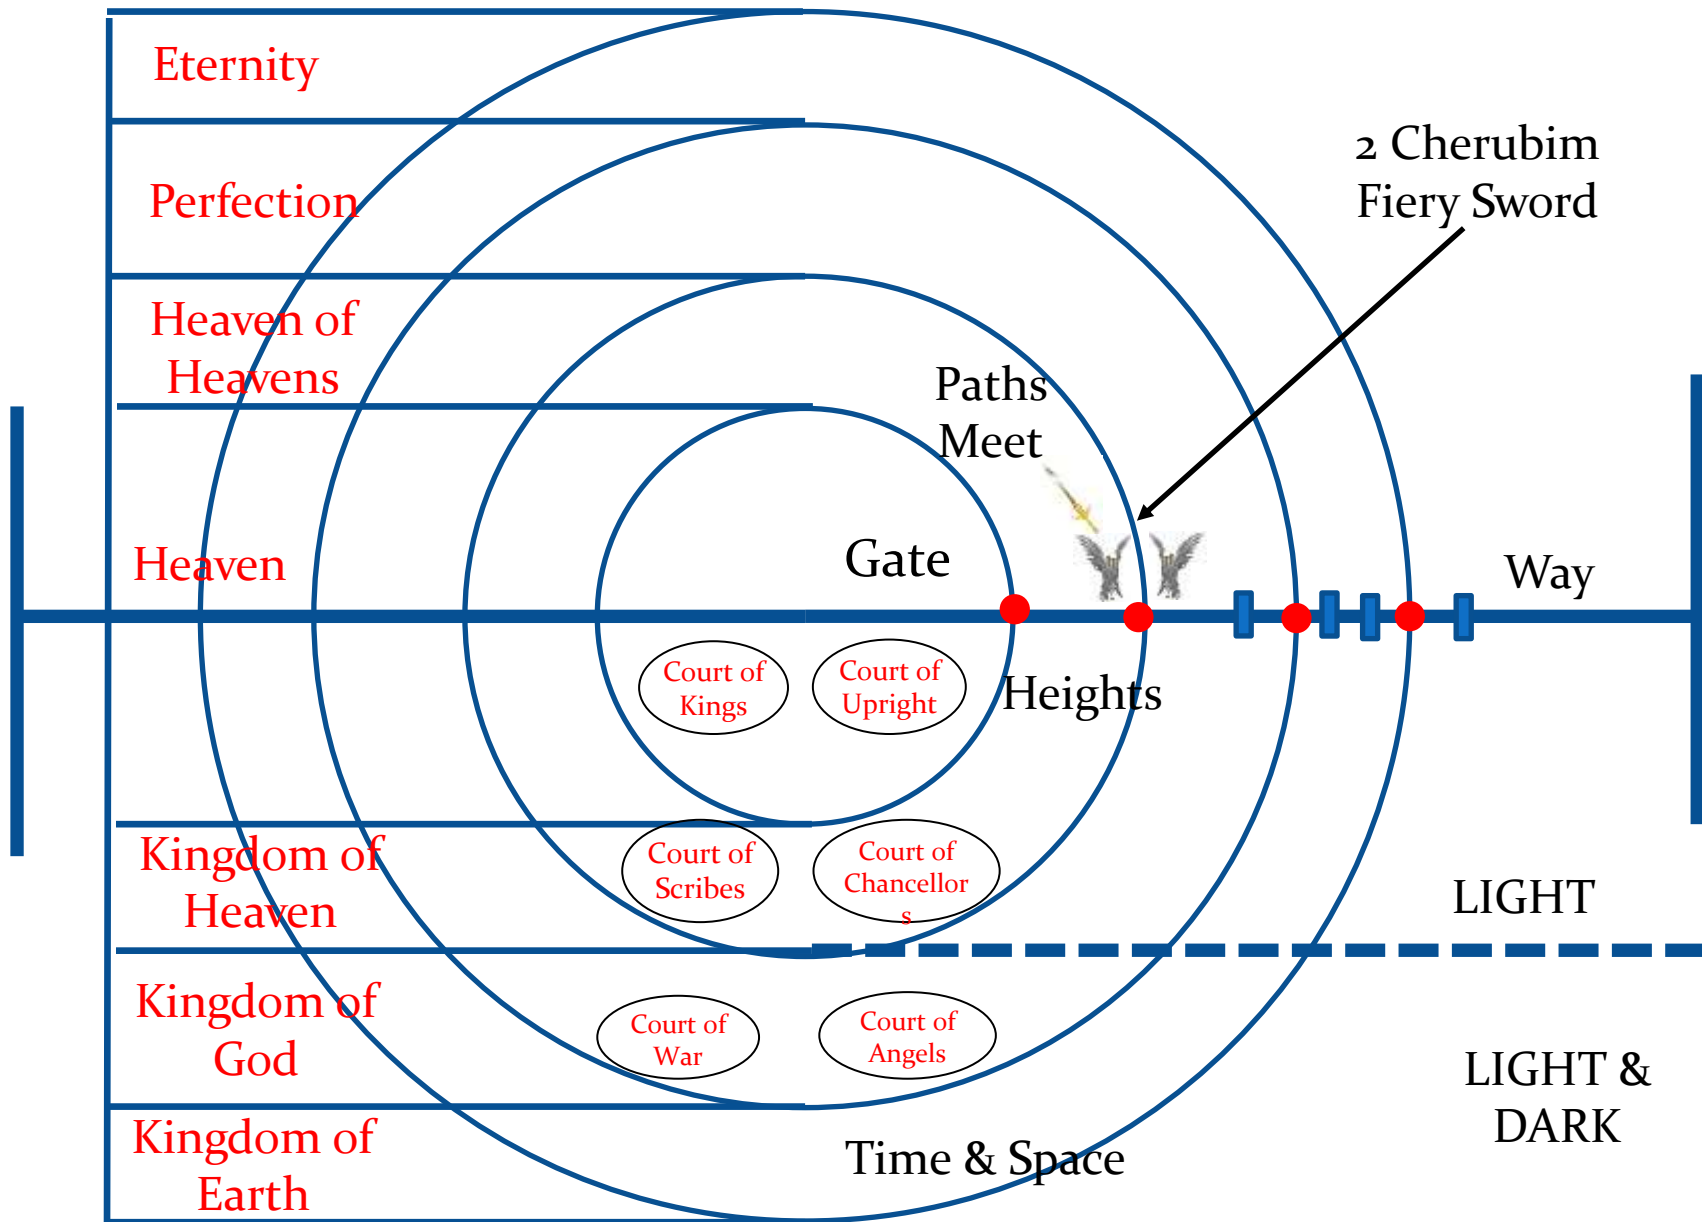 Eternity
2 Cherubim
Fiery Sword
Perfection
Heaven of
Heavens
Paths
Meet
Heaven
Gate
Way
Court of
Kings
Court of
Upright
Heights
Kingdom of
Heaven
Court of
Scribes
Court of
Chancellor
s
LIGHT
Kingdom of
God
Court of
War
Court of
Angels
LIGHT &
DARK
Kingdom of
Earth
Time & Space